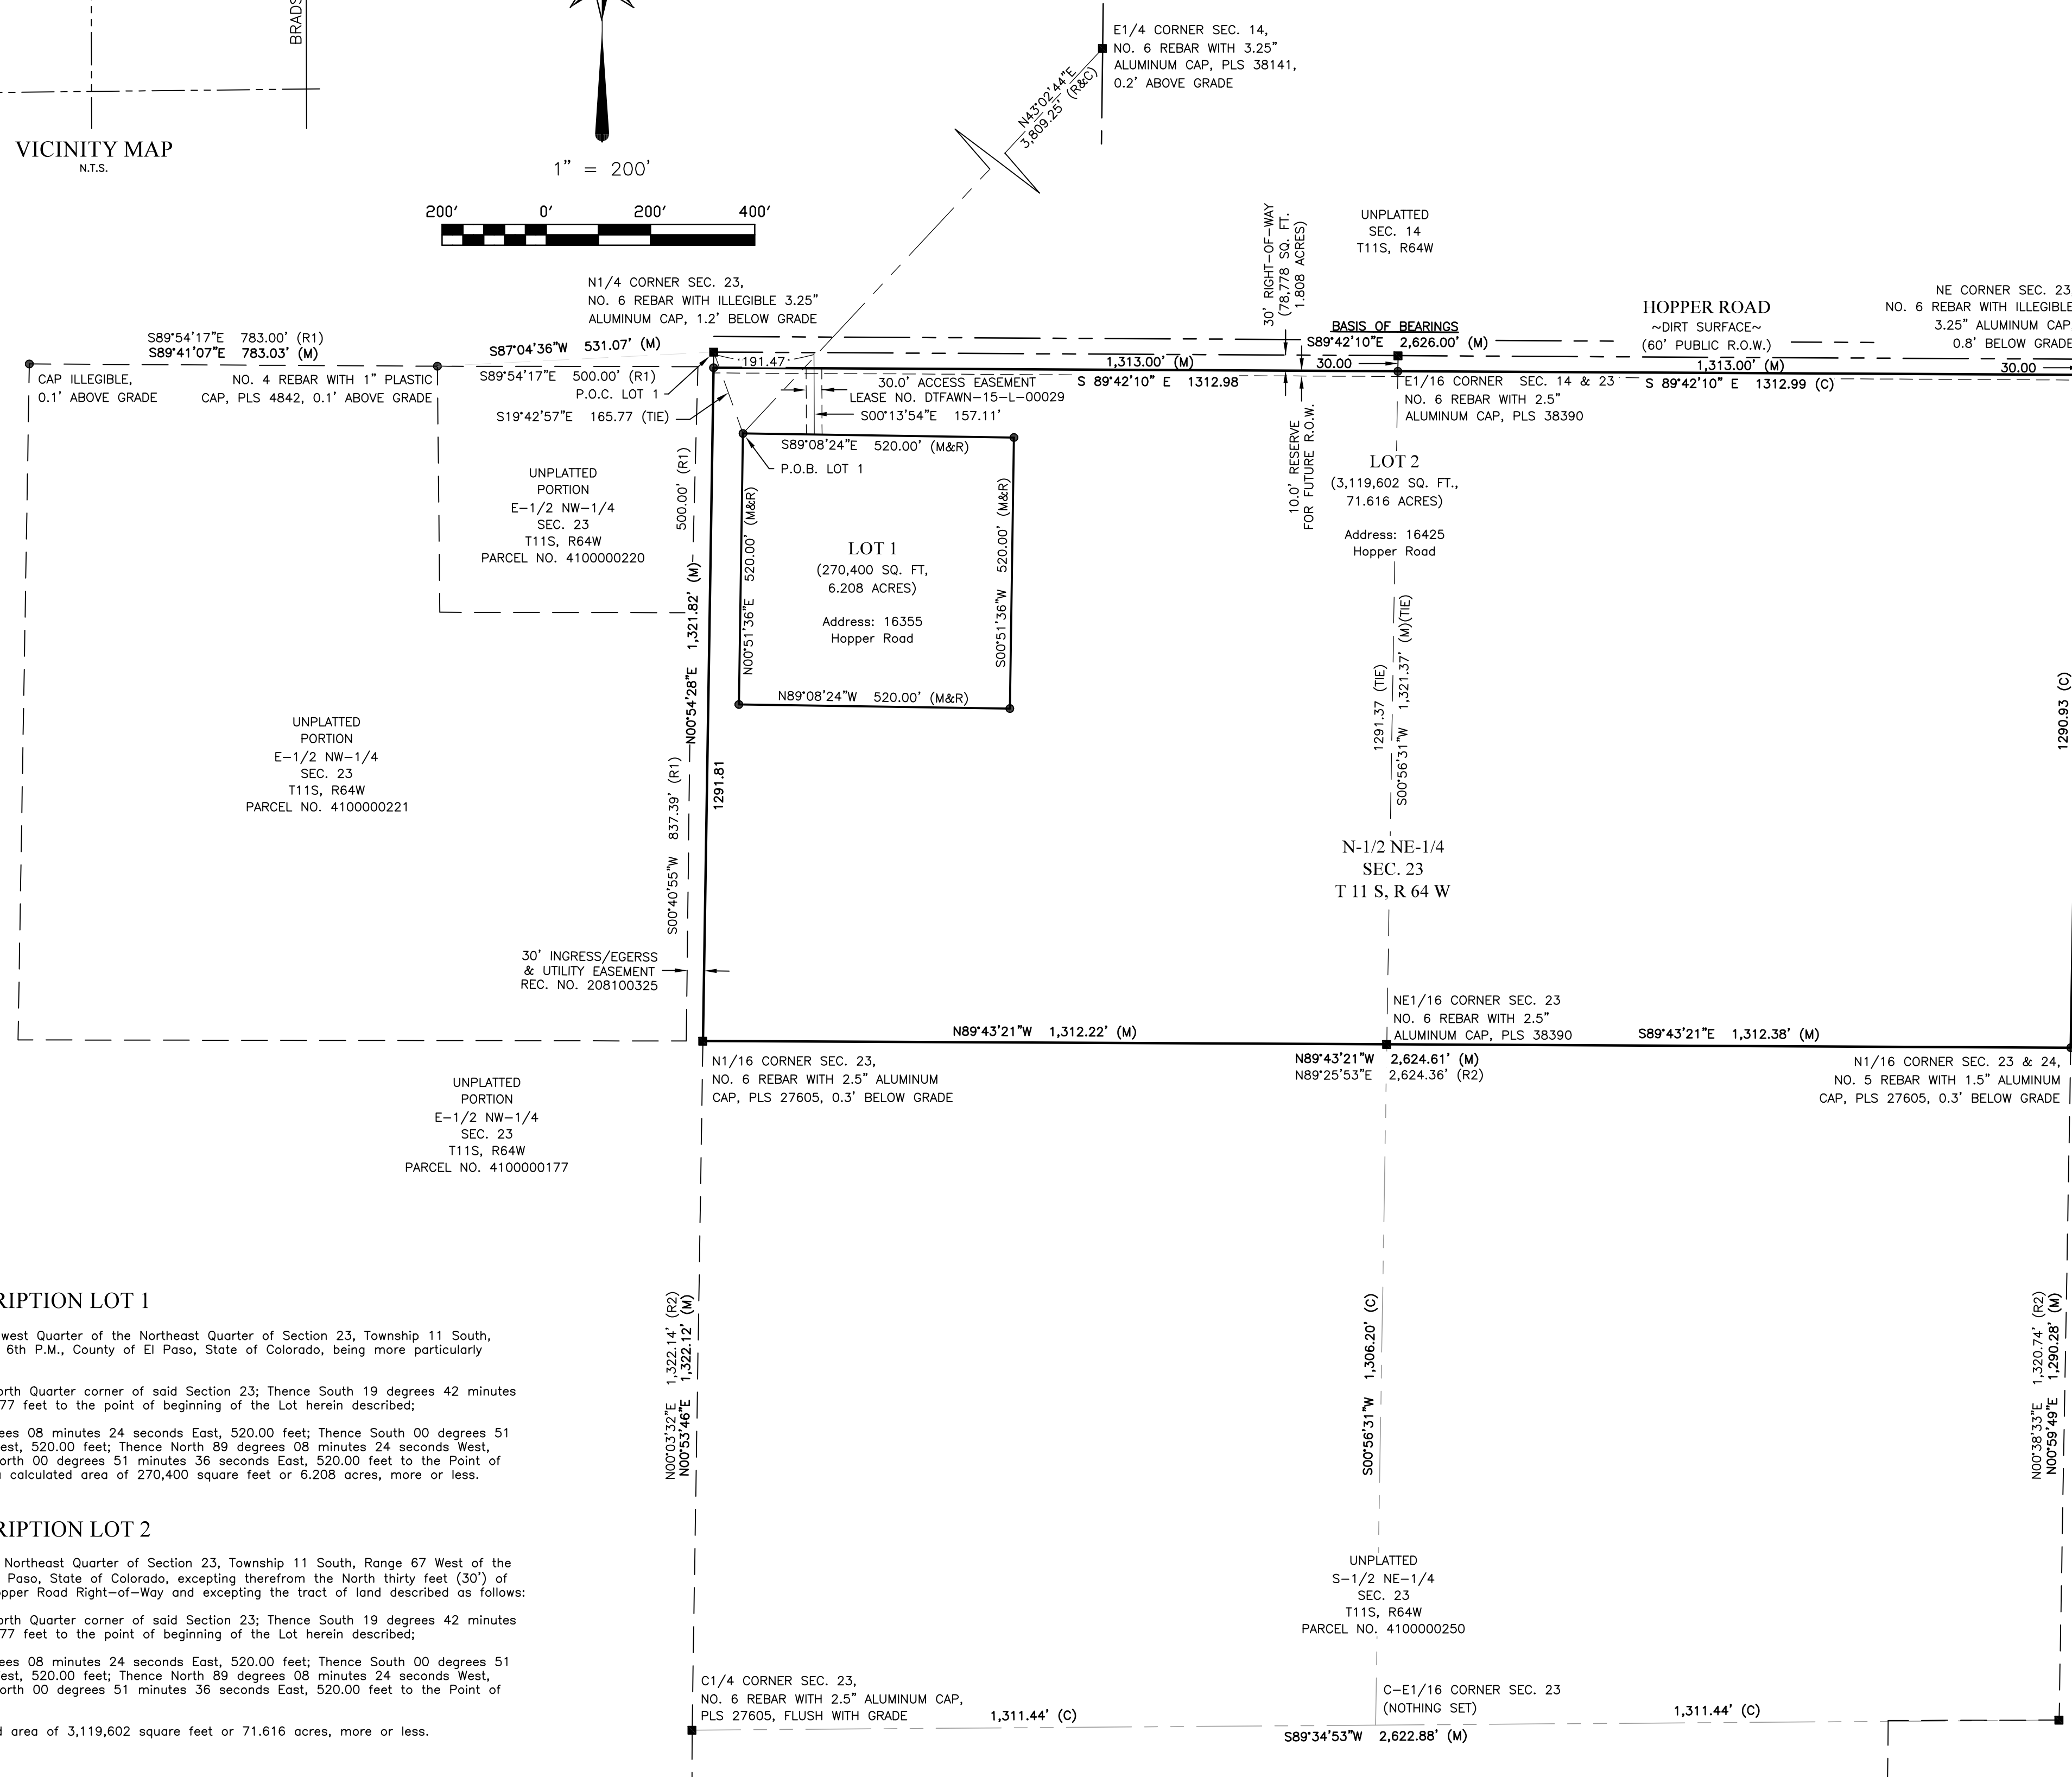 BRADS
VICINITY MAP
N.T.S.
1" = 200'
200' 0' 200' 400'
E1/4 CORNER SEC. 14,
NO. 6 REBAR WITH 3.25"
ALUMINUM CAP, PLS 38141,
0.2' ABOVE GRADE
N43°02'44"E
3,809.25' (R&C)
UNPLATTED
SEC. 14
T11S, R64W
30' RIGHT-OF-WAY
(78,778 SQ. FT.
1.808 ACRES)
HOPPER ROAD
~DIRT SURFACE~
(60' PUBLIC R.O.W.)
NE CORNER SEC. 23
NO. 6 REBAR WITH ILLEGIBLE
3.25" ALUMINUM CAP
0.8' BELOW GRADE
N1/4 CORNER SEC. 23,
NO. 6 REBAR WITH ILLEGIBLE 3.25"
ALUMINUM CAP, 1.2' BELOW GRADE
BASIS OF BEARINGS
S89°42'10"E 2,626.00' (M)
S89°54'17"E 783.00' (R1)
S89°41'07"E 783.03' (M)
S87°04'36"W 531.07' (M)
S89°54'17"E 500.00' (R1)
P.O.C. LOT 1
191.47
1,313.00' (M)
30.00
1,313.00' (M)
30.00
S 89°42'10" E 1312.98
S 89°42'10" E 1312.99 (C)
CAP ILLEGIBLE,
0.1' ABOVE GRADE
NO. 4 REBAR WITH 1" PLASTIC
CAP, PLS 4842, 0.1' ABOVE GRADE
30.0' ACCESS EASEMENT
LEASE NO. DTFAWN-15-L-00029
S00°13'54"E 157.11'
S19°42'57"E 165.77 (TIE)
E1/16 CORNER SEC. 14 & 23
NO. 6 REBAR WITH 2.5"
ALUMINUM CAP, PLS 38390
10.0' RESERVE
FOR FUTURE R.O.W.
S89°08'24"E 520.00' (M&R)
P.O.B. LOT 1
LOT 2
(3,119,602 SQ. FT.,
71.616 ACRES)
Address: 16425
Hopper Road
UNPLATTED
PORTION
E-1/2 NW-1/4
SEC. 23
T11S, R64W
PARCEL NO. 4100000220
500.00' (R1)
N00°54'28"E 1,321.82' (M)
N00°51'36"E 520.00' (M&R)
LOT 1
(270,400 SQ. FT,
6.208 ACRES)
Address: 16355
Hopper Road
S00°51'36"W 520.00' (M&R)
N89°08'24"W 520.00' (M&R)
1291.37 (TIE)
S00°56'31"W 1,321.37' (M)(TIE)
1290.93 (C)
UNPLATTED
PORTION
E-1/2 NW-1/4
SEC. 23
T11S, R64W
PARCEL NO. 4100000221
S00°40'55"W 837.39' (R1)
1291.81
N-1/2 NE-1/4
SEC. 23
T 11 S, R 64 W
30' INGRESS/EGERSS
& UTILITY EASEMENT
REC. NO. 208100325
NE1/16 CORNER SEC. 23
NO. 6 REBAR WITH 2.5"
ALUMINUM CAP, PLS 38390
N89°43'21"W 1,312.22' (M)
S89°43'21"E 1,312.38' (M)
N89°43'21"W 2,624.61' (M)
N89°25'53"E 2,624.36' (R2)
N1/16 CORNER SEC. 23,
NO. 6 REBAR WITH 2.5" ALUMINUM
CAP, PLS 27605, 0.3' BELOW GRADE
N1/16 CORNER SEC. 23 & 24,
NO. 5 REBAR WITH 1.5" ALUMINUM
CAP, PLS 27605, 0.3' BELOW GRADE
UNPLATTED
PORTION
E-1/2 NW-1/4
SEC. 23
T11S, R64W
PARCEL NO. 4100000177
N00°03'32"E 1,322.14' (R2)
N00°53'46"E 1,322.12' (M)
S00°56'31"W 1,306.20' (C)
N00°38'33"E 1,320.74' (R2)
N00°59'49"E 1,290.28' (M)
RIPTION LOT 1
west Quarter of the Northeast Quarter of Section 23, Township 11 South,
6th P.M., County of El Paso, State of Colorado, being more particularly
orth Quarter corner of said Section 23; Thence South 19 degrees 42 minutes
77 feet to the point of beginning of the Lot herein described;
ees 08 minutes 24 seconds East, 520.00 feet; Thence South 00 degrees 51
est, 520.00 feet; Thence North 89 degrees 08 minutes 24 seconds West,
orth 00 degrees 51 minutes 36 seconds East, 520.00 feet to the Point of
calculated area of 270,400 square feet or 6.208 acres, more or less.
RIPTION LOT 2
Northeast Quarter of Section 23, Township 11 South, Range 67 West of the
Paso, State of Colorado, excepting therefrom the North thirty feet (30') of
opper Road Right-of-Way and excepting the tract of land described as follows:
orth Quarter corner of said Section 23; Thence South 19 degrees 42 minutes
77 feet to the point of beginning of the Lot herein described;
ees 08 minutes 24 seconds East, 520.00 feet; Thence South 00 degrees 51
est, 520.00 feet; Thence North 89 degrees 08 minutes 24 seconds West,
orth 00 degrees 51 minutes 36 seconds East, 520.00 feet to the Point of
d area of 3,119,602 square feet or 71.616 acres, more or less.
UNPLATTED
S-1/2 NE-1/4
SEC. 23
T11S, R64W
PARCEL NO. 4100000250
C1/4 CORNER SEC. 23,
NO. 6 REBAR WITH 2.5" ALUMINUM CAP,
PLS 27605, FLUSH WITH GRADE
1,311.44' (C)
C-E1/16 CORNER SEC. 23
(NOTHING SET)
1,311.44' (C)
S89°34'53"W 2,622.88' (M)